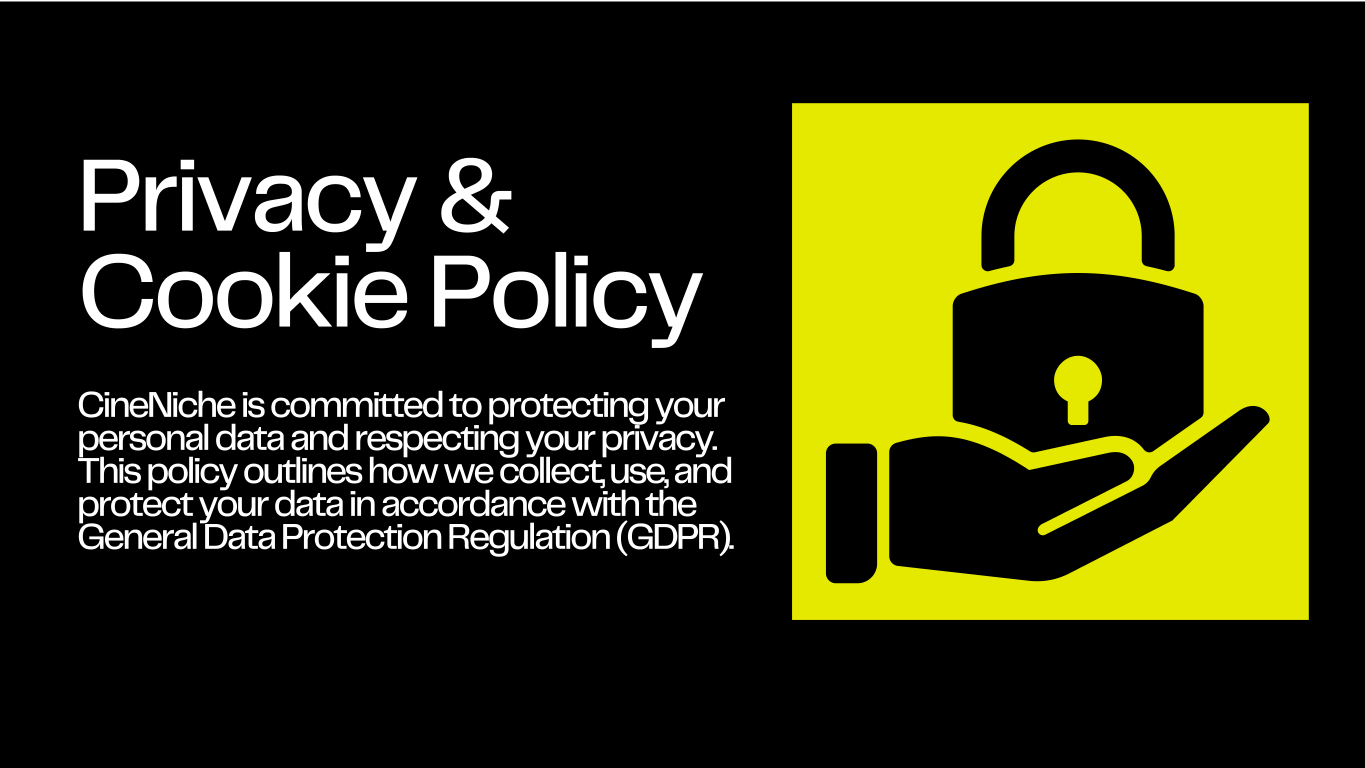 Privacy &
Cookie Policy
CineNiche is committed to protecting your
personal data and respecting your privacy.
This policy outlines how we collect, use, and
protect your data in accordance with the
General Data Protection Regulation (GDPR).